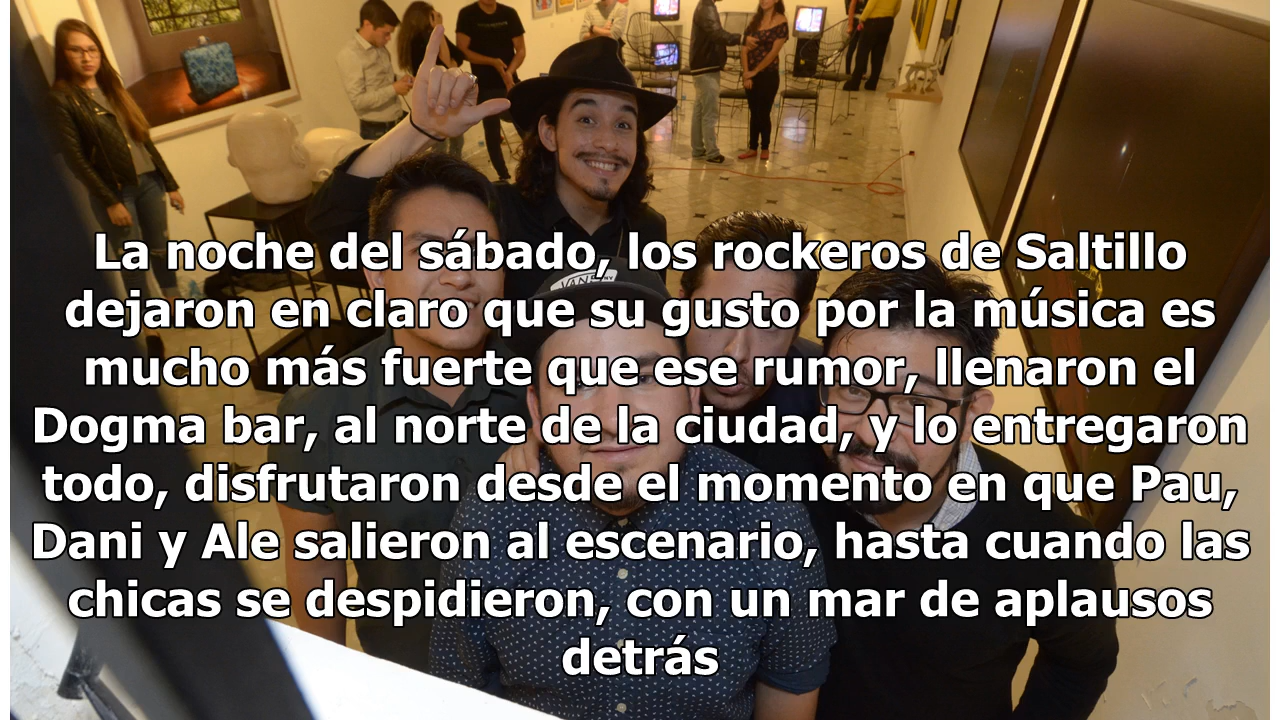 La noche del sábado, los rockeros de Saltillo
dejaron en claro que su gusto por la música es
mucho más fuerte que ese rumor, llenaron el
Dogma bar, al norte de la ciudad, y lo entregaron
todo, disfrutaron desde el momento en que Pau,
Dani y Ale salieron al escenario, hasta cuando las
chicas se despidieron, con un mar de aplausos
detrás